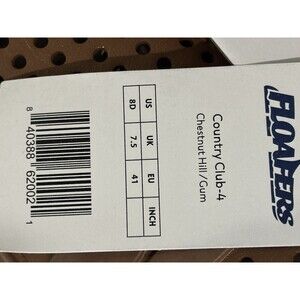 FLOAFERS
Country Club-4
Chestnut Hill/Gum
US UK EU INCH
8D 7.5 41
8 40388 62002 1